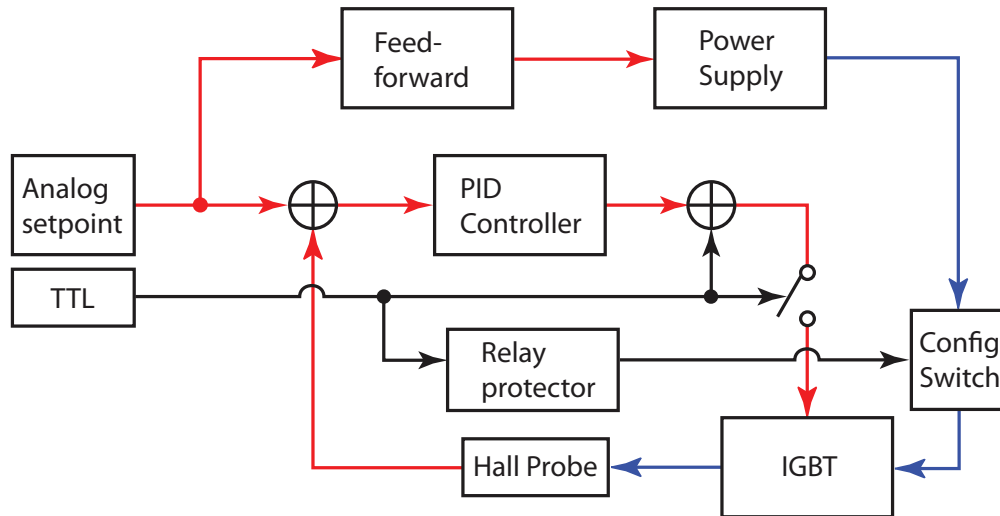 Feed-
forward
Power
Supply
Analog
setpoint
PID
Controller
TTL
Relay
protector
Config
Switch
Hall Probe
IGBT